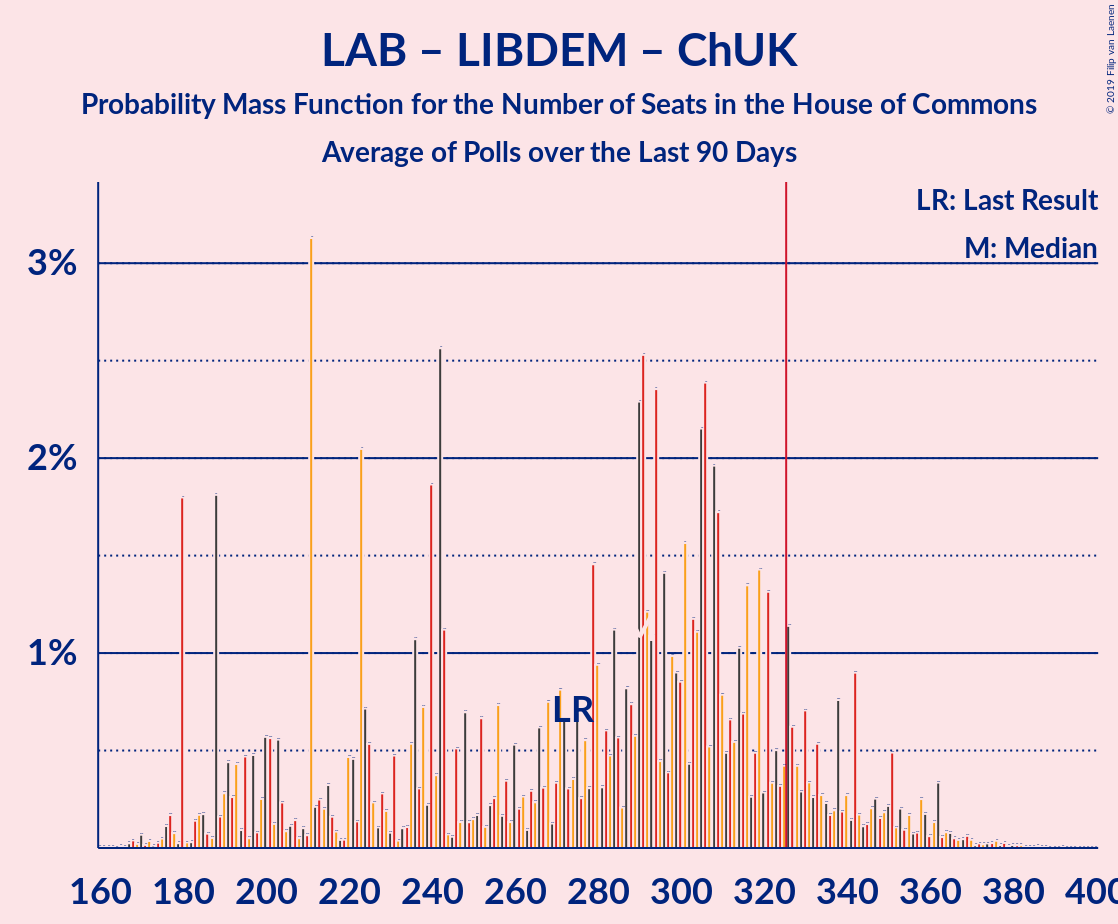 LAB – LIBDEM – ChUK
Probability Mass Function for the Number of Seats in the House of Commons
Average of Polls over the Last 90 Days
© 2019 Filip van Laenen
LR: Last Result
M: Median
3%
2%
1%
LR
160 180 200 220 240 260 280 300 320 340 360 380 400